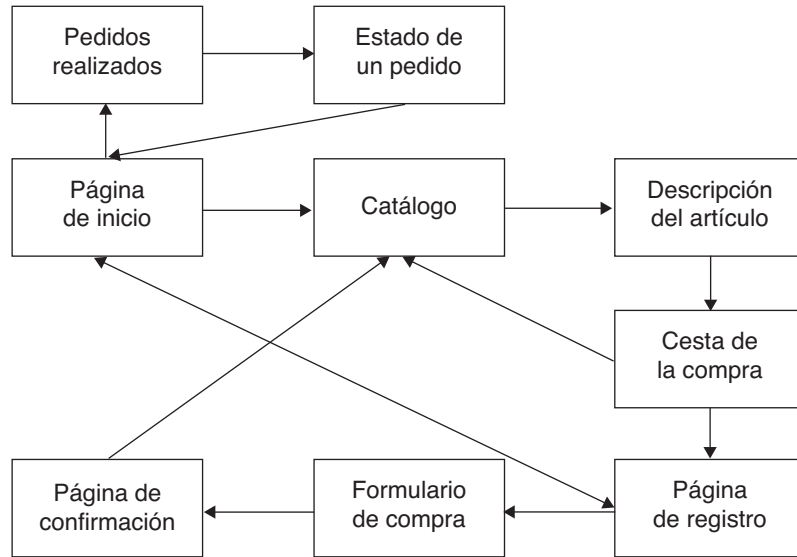 Pedidos
realizados
Estado de
un pedido
Página
de inicio
Catálogo
Descripción
del artículo
Cesta de
la compra
Página de
confirmación
Formulario
de compra
Página
de registro